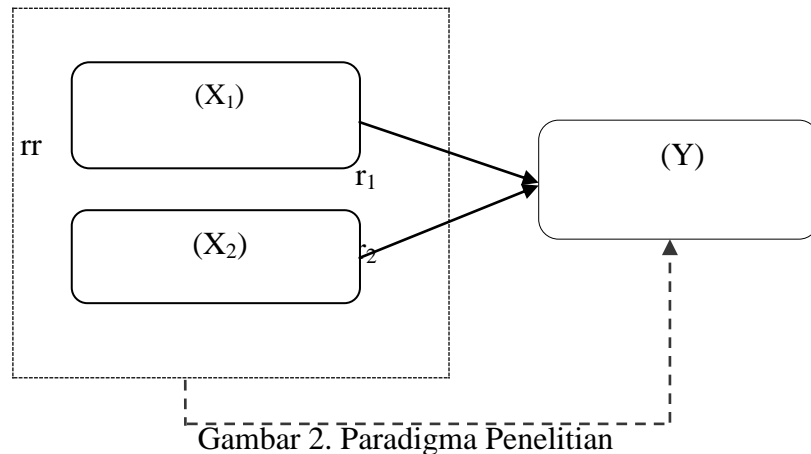 (X₁)
(Y)
rr
r₁
(X₂)
r₂
Gambar 2. Paradigma Penelitian